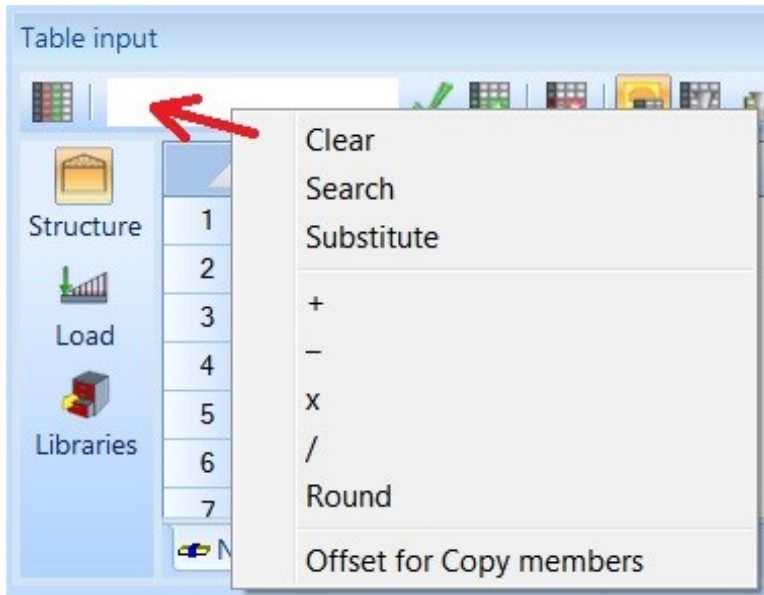 Table input
Clear
Search
Substitute
+
–
x
/
Round
Offset for Copy members
Structure
Load
Libraries
1
2
3
4
5
6
7
N